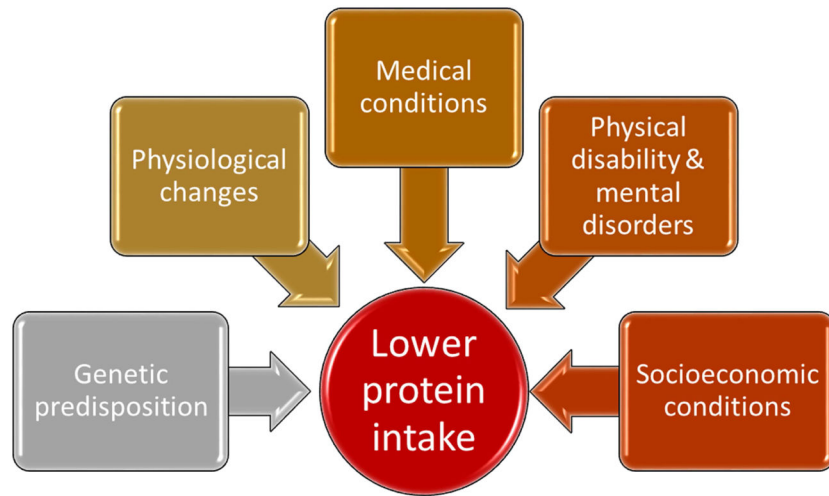 Medical
conditions
Physiological
changes
Physical
disability &
mental
disorders
Genetic
predisposition
Lower
protein
intake
Socioeconomic
conditions